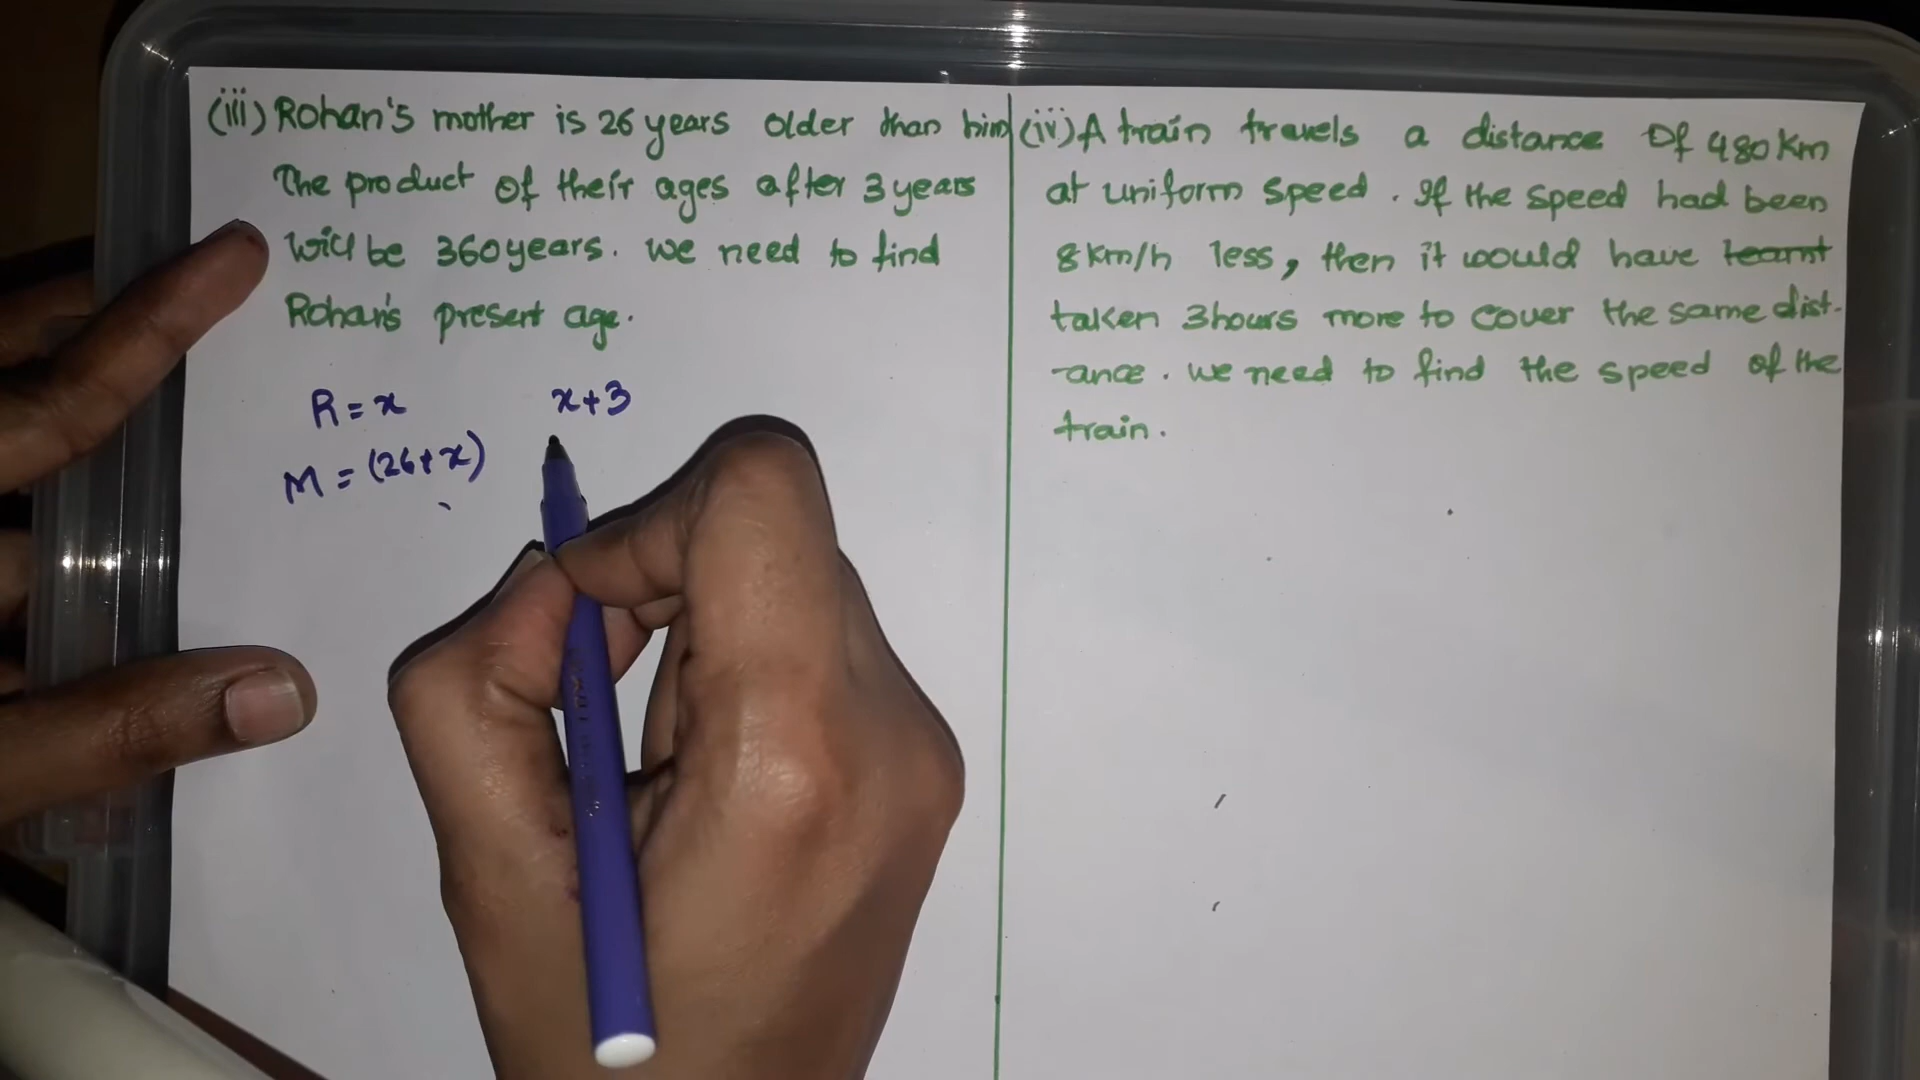 (iii) Rohan's mother is 26 years older than him
The product of their ages after 3 years
will be 360 years. we need to find
Rohan's present age.
R = x x+3
M = (26+x)
(iv) A train travels a distance Of 480 Km
at uniform speed. If the speed had been
8 Km/h less, then it would have
taken 3 hours more to cover the same dist-
-ance. we need to find the speed of the
train.